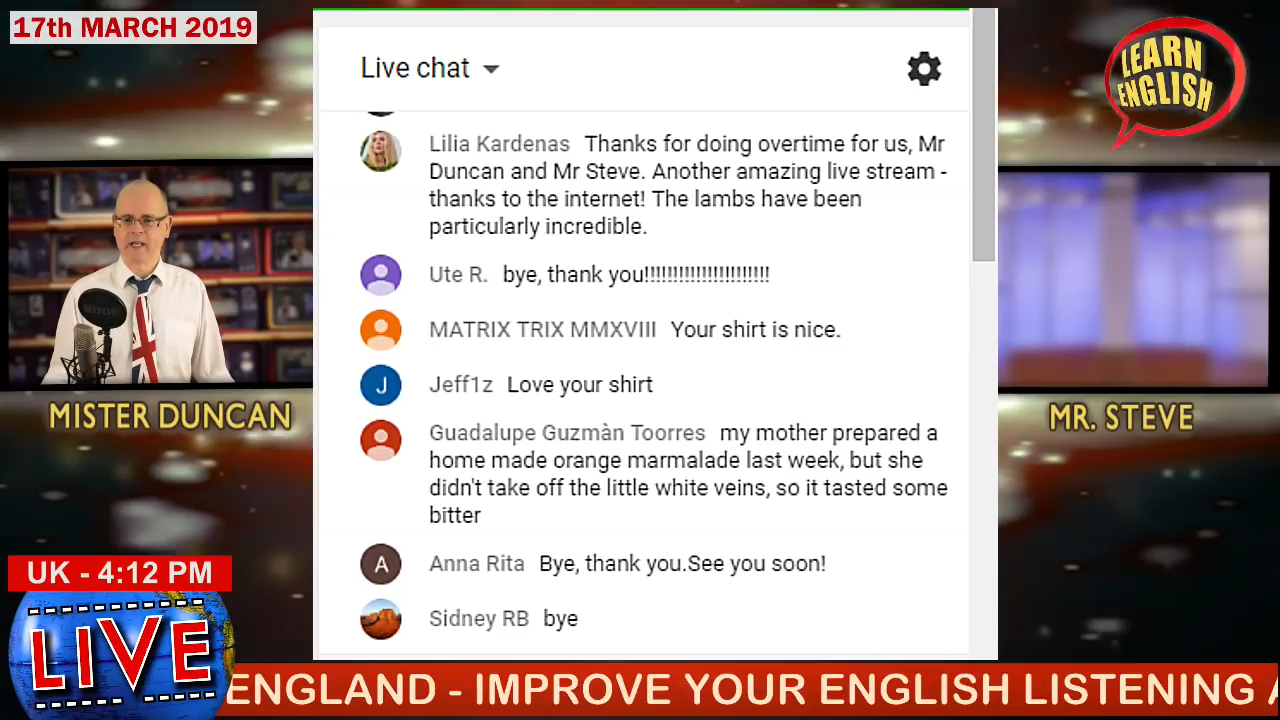 17th MARCH 2019
Live chat
LEARN
ENGLISH
Lilia Kardenas Thanks for doing overtime for us, Mr
Duncan and Mr Steve. Another amazing live stream -
thanks to the internet! The lambs have been
particularly incredible.
Ute R. bye, thank you!!!!!!!!!!!!!!!!!!!!!!
MATRIX TRIX MMXVIII Your shirt is nice.
Jeff1z Love your shirt
MISTER DUNCAN
MR. STEVE
Guadalupe Guzmàn Toorres my mother prepared a
home made orange marmalade last week, but she
didn't take off the little white veins, so it tasted some
bitter
A Anna Rita Bye, thank you.See you soon!
Sidney RB bye
J
UK - 4:12 PM
LIVE
ENGLAND - IMPROVE YOUR ENGLISH LISTENING A